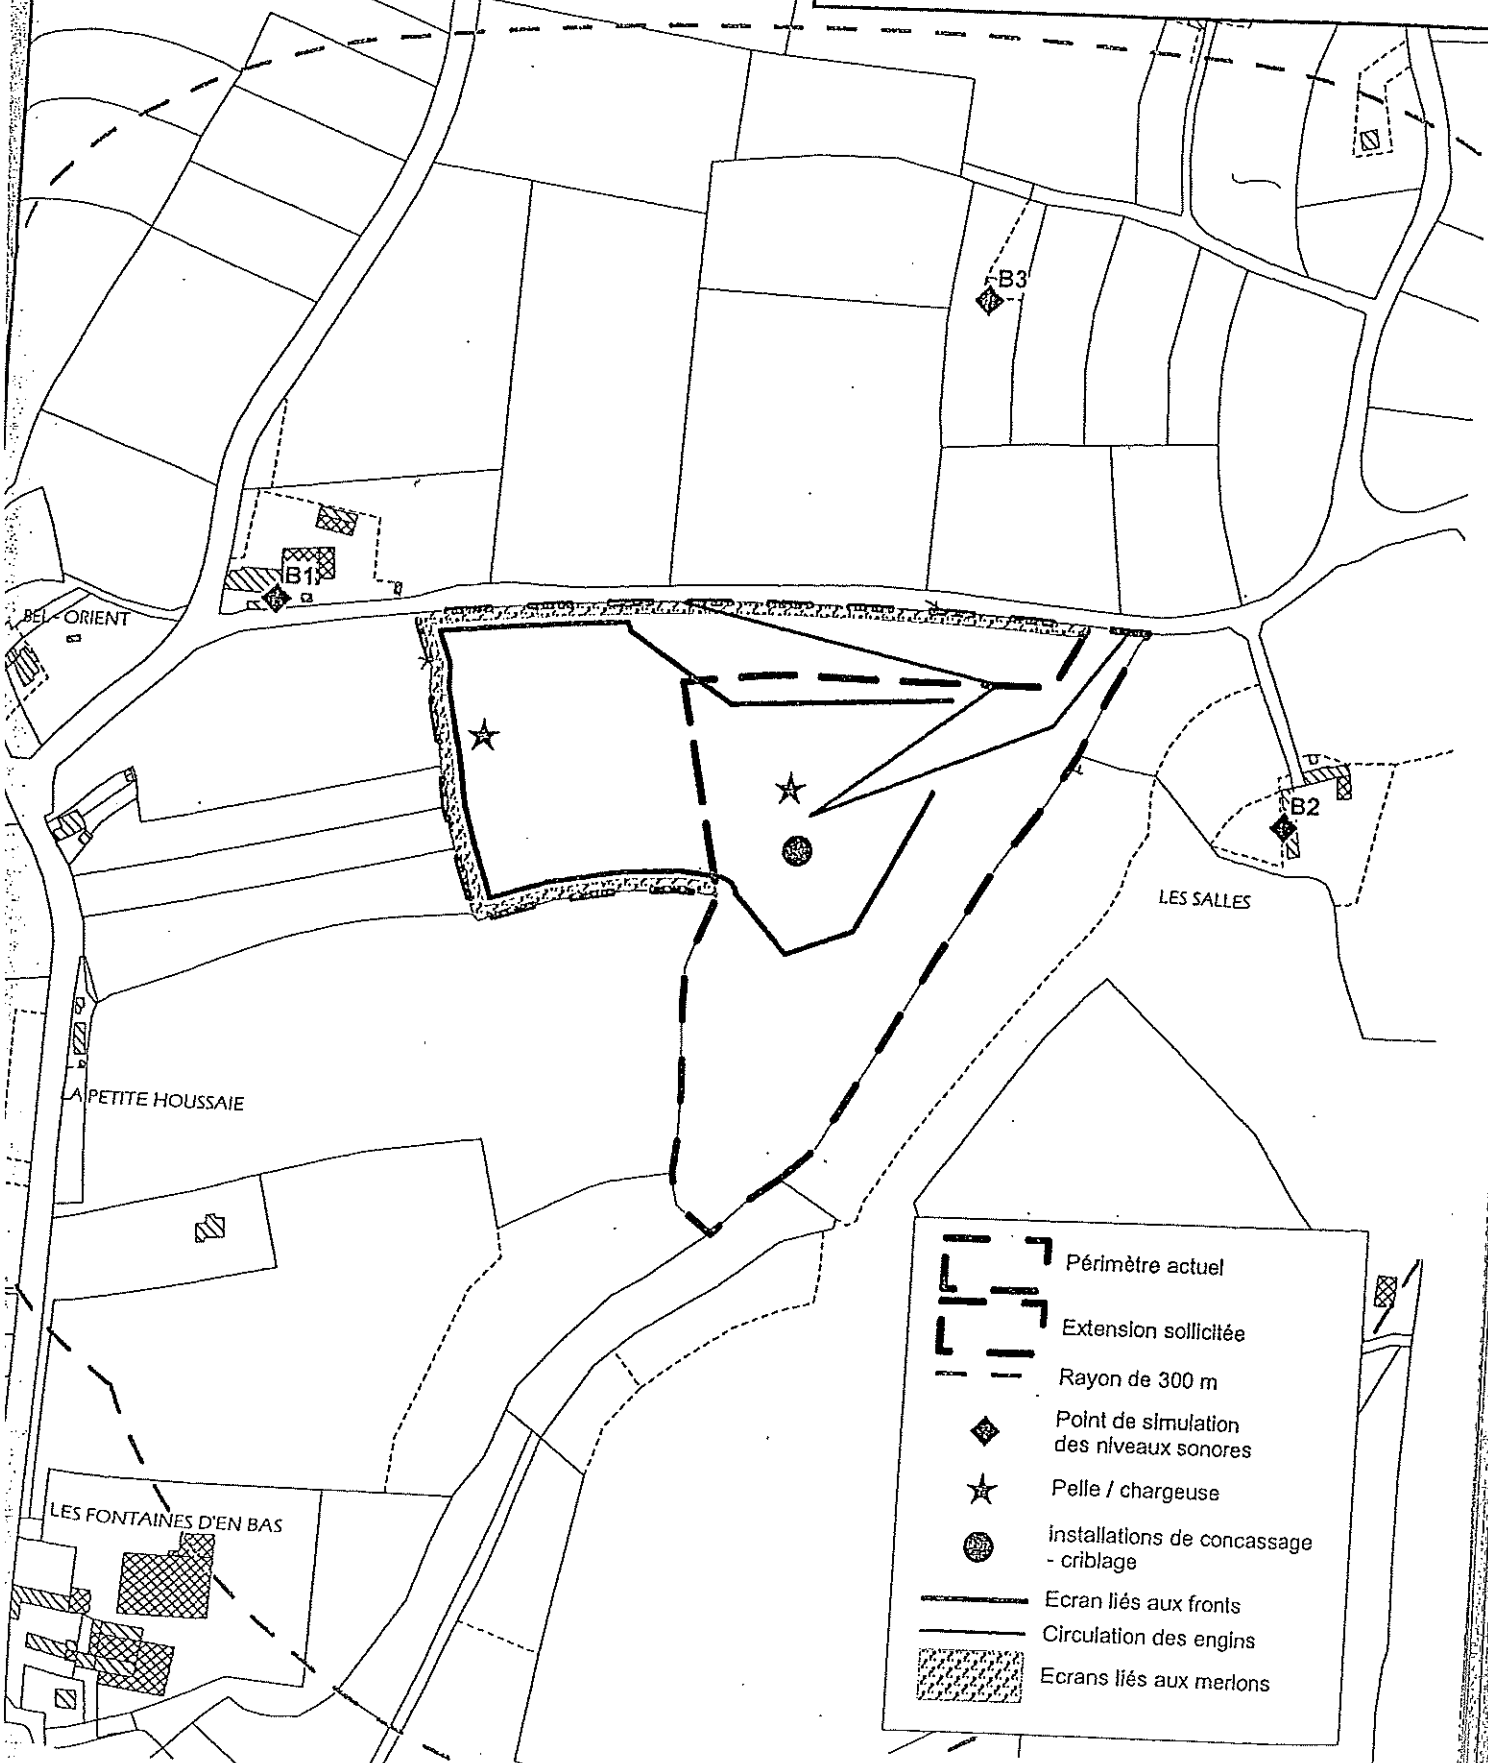 B3
B1
BEL-ORIENT
B2
LES SALLES
LA PETITE HOUSSAIE
Périmètre actuel
Extension sollicitée
Rayon de 300 m
Point de simulation
des niveaux sonores
Pelle / chargeuse
Installations de concassage
- criblage
Ecran liés aux fronts
LES FONTAINES D'EN BAS
Circulation des engins
Ecrans liés aux merlons